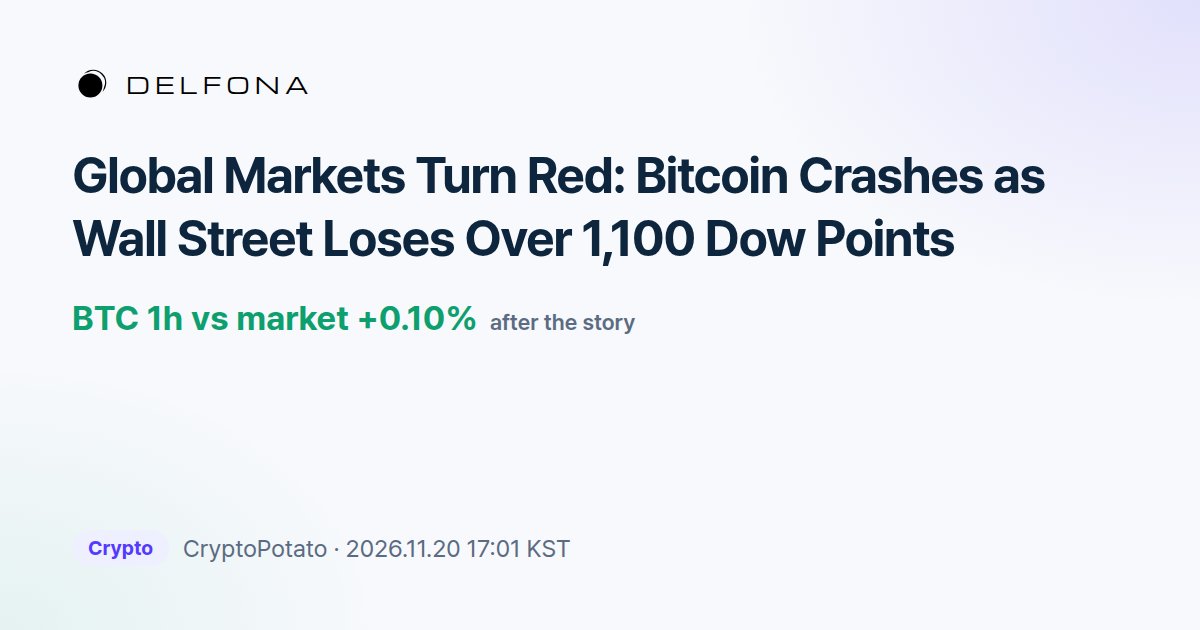 DELFONA
Global Markets Turn Red: Bitcoin Crashes as
Wall Street Loses Over 1,100 Dow Points
BTC 1h vs market +0.10% after the story
Crypto CryptoPotato · 2026.11.20 17:01 KST